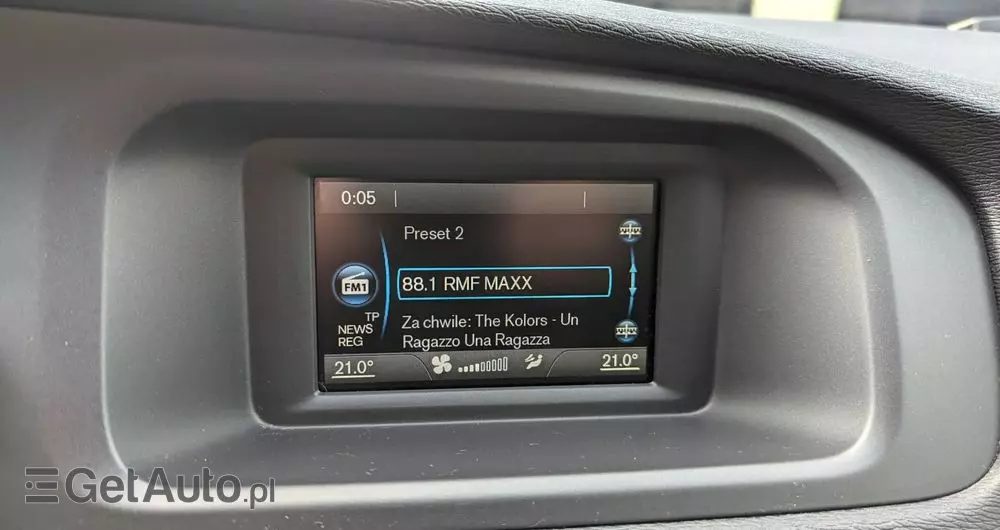 0:05
Preset 2
FM1
88.1 RMF MAXX
TP
NEWS
REG
Za chwile: The Kolors - Un
Ragazzo Una Ragazza
21.0°
21.0°
GetAuto.pl